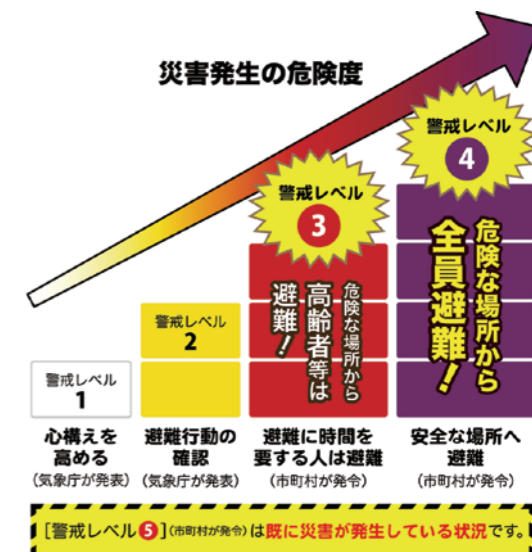 災害発生の危険度
警戒レベル
4
危険な場所から
全員避難！
警戒レベル
3
危険な場所から
高齢者等は
避難！
警戒レベル
2
警戒レベル
1
心構えを
高める
(気象庁が発表)
避難行動の
確認
(気象庁が発表)
避難に時間を
要する人は避難
(市町村が発令)
安全な場所へ
避難
(市町村が発令)
[警戒レベル5](市町村が発令)は既に災害が発生している状況です。